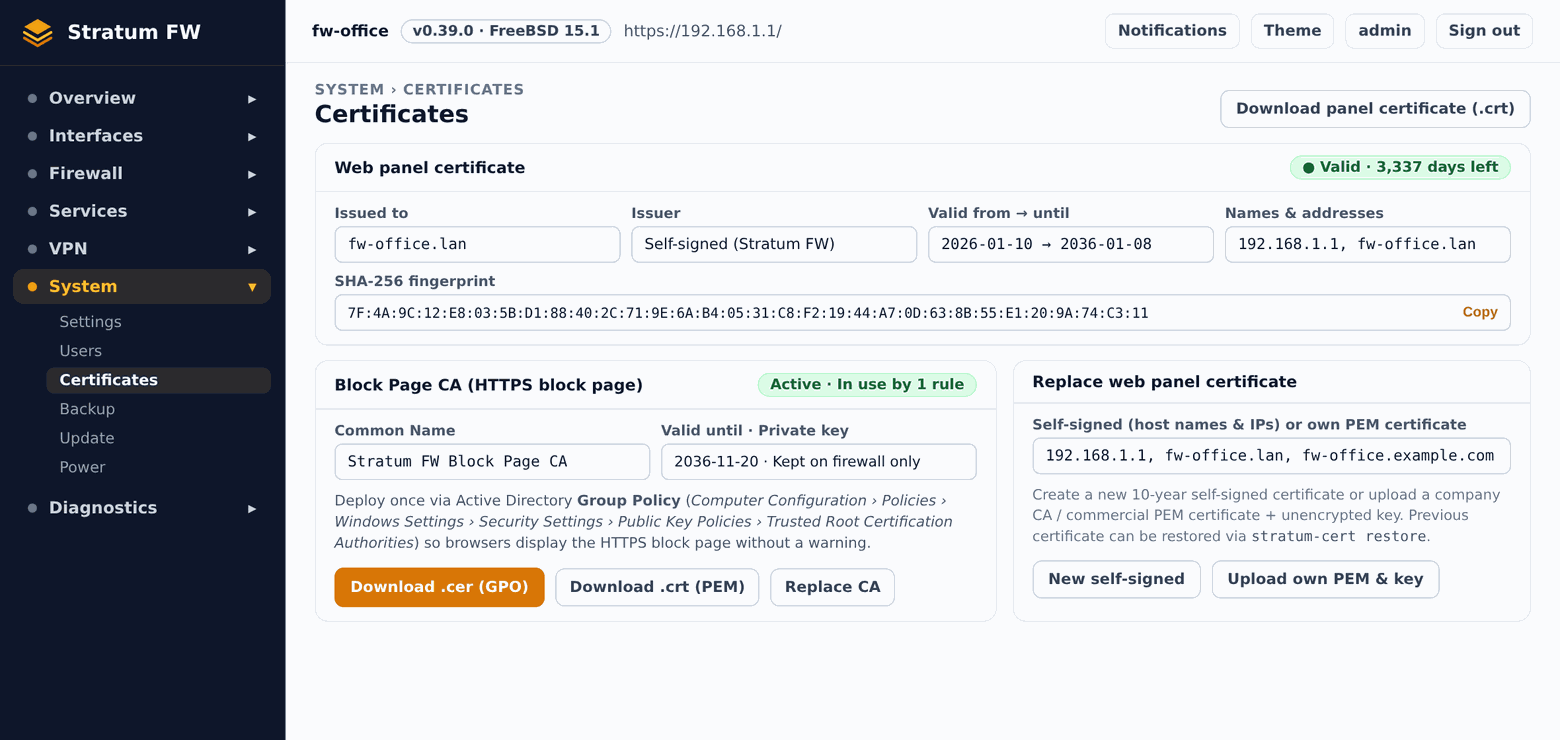 Stratum FW
fw-office
v0.39.0 · FreeBSD 15.1
https://192.168.1.1/
Notifications
Theme
admin
Sign out
Overview
Interfaces
Firewall
Services
VPN
System
Settings
Users
Certificates
Backup
Update
Power
Diagnostics
SYSTEM › CERTIFICATES
Certificates
Download panel certificate (.crt)
Web panel certificate
Valid · 3,337 days left
Issued to
fw-office.lan
Issuer
Self-signed (Stratum FW)
Valid from → until
2026-01-10 → 2036-01-08
Names & addresses
192.168.1.1, fw-office.lan
SHA-256 fingerprint
7F:4A:9C:12:E8:03:5B:D1:88:40:2C:71:9E:6A:B4:05:31:C8:F2:19:44:A7:0D:63:8B:55:E1:20:9A:74:C3:11
Copy
Block Page CA (HTTPS block page)
Active · In use by 1 rule
Common Name
Stratum FW Block Page CA
Valid until · Private key
2036-11-20 · Kept on firewall only
Deploy once via Active Directory Group Policy (Computer Configuration › Policies ›
Windows Settings › Security Settings › Public Key Policies › Trusted Root Certification
Authorities) so browsers display the HTTPS block page without a warning.
Download .cer (GPO)
Download .crt (PEM)
Replace CA
Replace web panel certificate
Self-signed (host names & IPs) or own PEM certificate
192.168.1.1, fw-office.lan, fw-office.example.com
Create a new 10-year self-signed certificate or upload a company
CA / commercial PEM certificate + unencrypted key. Previous
certificate can be restored via stratum-cert restore.
New self-signed
Upload own PEM & key